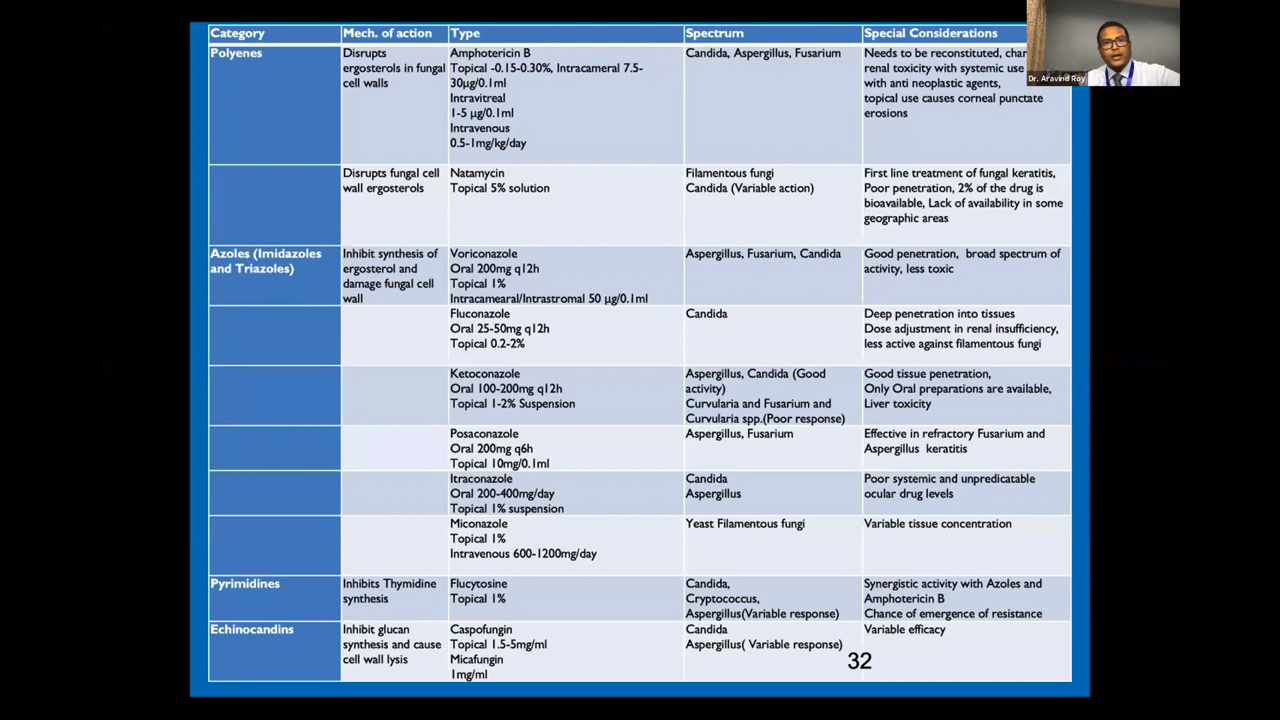 Category
Mech. of action
Type
Spectrum
Special Considerations
Polyenes
Disrupts
ergosterols in fungal
cell walls
Amphotericin B
Topical -0.15-0.30%, Intracameral 7.5-
30μg/0.1ml
Intravitreal
1-5 μg/0.1ml
Intravenous
0.5-1mg/kg/day
Candida, Aspergillus, Fusarium
Needs to be reconstituted,
renal toxicity with systemic use
with anti neoplastic agents,
topical use causes corneal punctate
erosions
Disrupts fungal cell
wall ergosterols
Natamycin
Topical 5% solution
Filamentous fungi
Candida (Variable action)
First line treatment of fungal keratitis,
Poor penetration, 2% of the drug is
bioavailable, Lack of availability in some
geographic areas
Azoles (Imidazoles
and Triazoles)
Inhibit synthesis of
ergosterol and
damage fungal cell
wall
Voriconazole
Oral 200mg q12h
Topical 1%
Intracamearal/Intrastromal 50 μg/0.1ml
Aspergillus, Fusarium, Candida
Good penetration, broad spectrum of
activity, less toxic
Fluconazole
Oral 25-50mg q12h
Topical 0.2-2%
Candida
Deep penetration into tissues
Dose adjustment in renal insufficiency,
less active against filamentous fungi
Ketoconazole
Oral 100-200mg q12h
Topical 1-2% Suspension
Aspergillus, Candida (Good
activity)
Curvularia and Fusarium and
Curvularia spp.(Poor response)
Good tissue penetration,
Only Oral preparations are available,
Liver toxicity
Posaconazole
Oral 200mg q6h
Topical 10mg/0.1ml
Aspergillus, Fusarium
Effective in refractory Fusarium and
Aspergillus keratitis
Itraconazole
Oral 200-400mg/day
Topical 1% suspension
Candida
Aspergillus
Poor systemic and unpredicatable
ocular drug levels
Miconazole
Topical 1%
Intravenous 600-1200mg/day
Yeast Filamentous fungi
Variable tissue concentration
Pyrimidines
Inhibits Thymidine
synthesis
Flucytosine
Topical 1%
Candida,
Cryptococcus,
Aspergillus(Variable response)
Synergistic activity with Azoles and
Amphotericin B
Chance of emergence of resistance
Echinocandins
Inhibit glucan
synthesis and cause
cell wall lysis
Caspofungin
Topical 1.5-5mg/ml
Micafungin
1mg/ml
Candida
Aspergillus( Variable response)
Variable efficacy
32
Dr. Aravind Roy